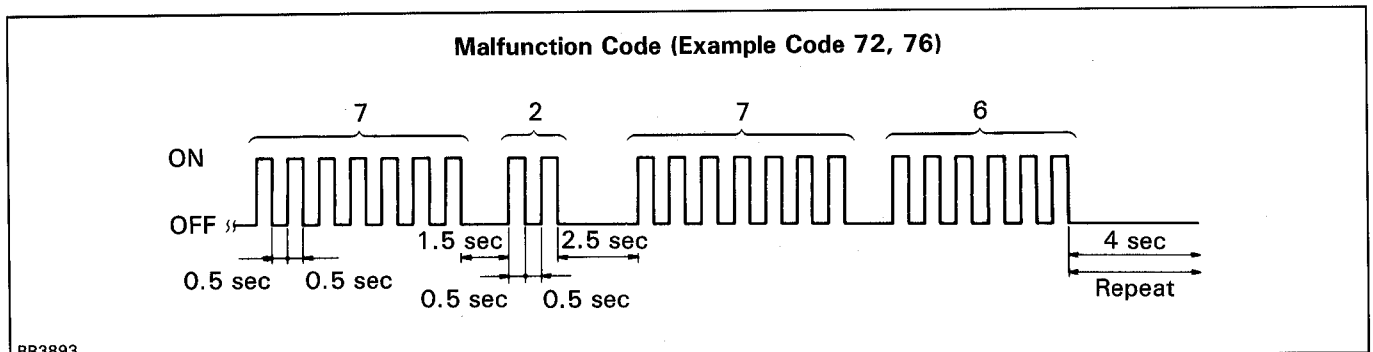 Malfunction Code (Example Code 72, 76)
7 2 7 6
ON
OFF
1.5 sec 2.5 sec 4 sec
0.5 sec 0.5 sec
0.5 sec 0.5 sec
Repeat
BR3893